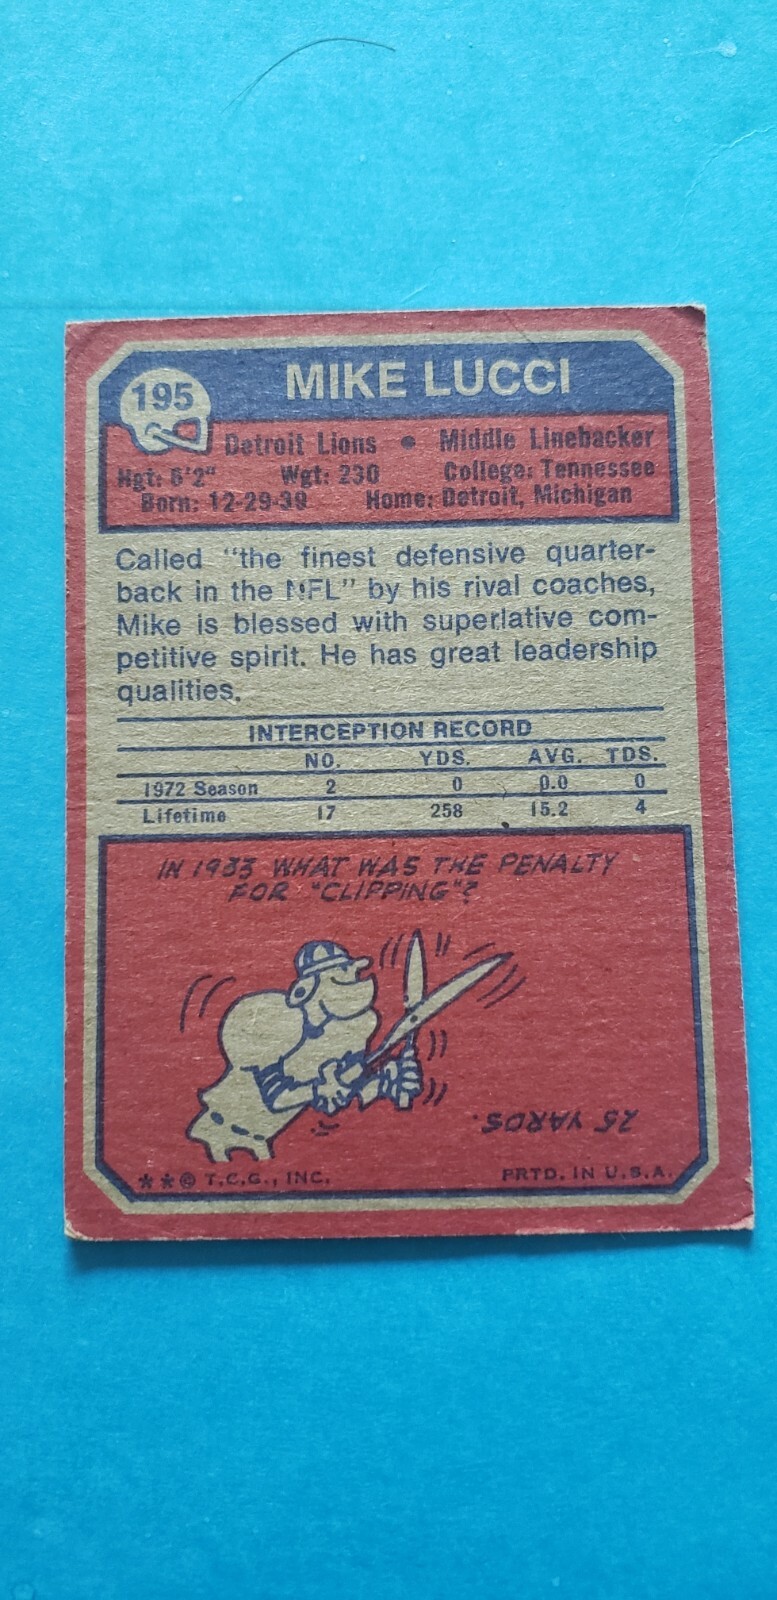 195
MIKE LUCCI
Detroit Lions • Middle Linebacker
Hgt: 6'2" Wgt: 230 College: Tennessee
Born: 12-29-39 Home: Detroit, Michigan
Called "the finest defensive quarter-
back in the NFL" by his rival coaches,
Mike is blessed with superlative com-
petitive spirit. He has great leadership
qualities.
INTERCEPTION RECORD
NO. YDS. AVG. TDS.
1972 Season 2 0 0.0 0
Lifetime 17 258 15.2 4
IN 1933 WHAT WAS THE PENALTY
FOR "CLIPPING"?
25 YARDS.
**© T.C.G., INC. PRTD. IN U.S.A.